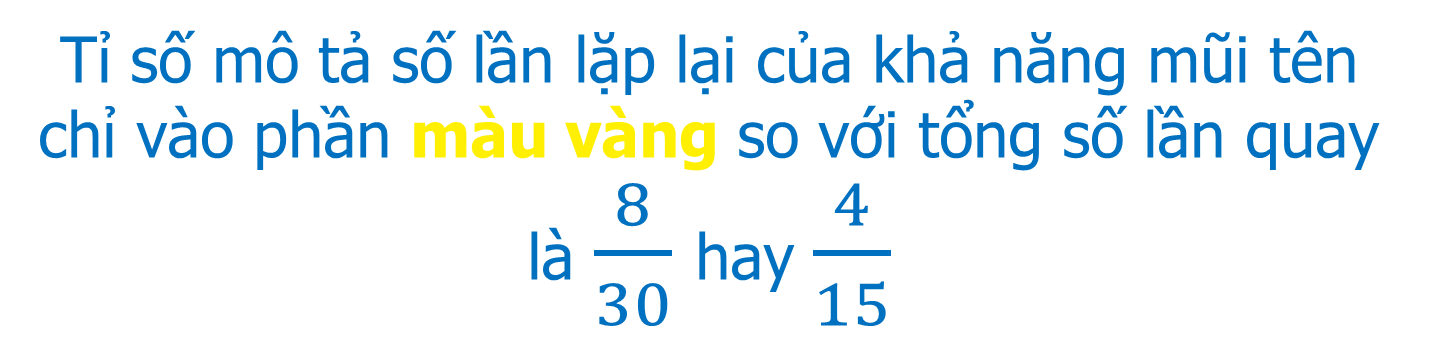 Tỉ số mô tả số lần lặp lại của khả năng mũi tên
chỉ vào phần màu vàng so với tổng số lần quay
là 8/30 hay 4/15